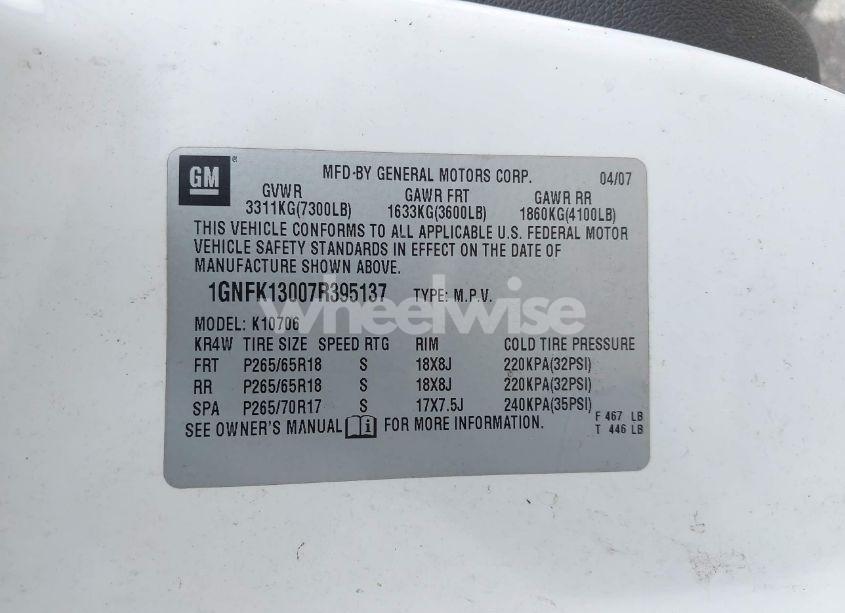 GM
MFD-BY GENERAL MOTORS CORP. 04/07
GVWR GAWR FRT GAWR RR
3311KG(7300LB) 1633KG(3600LB) 1860KG(4100LB)
THIS VEHICLE CONFORMS TO ALL APPLICABLE U.S. FEDERAL MOTOR
VEHICLE SAFETY STANDARDS IN EFFECT ON THE DATE OF
MANUFACTURE SHOWN ABOVE.
1GNFK13007R395137 TYPE: M.P.V.
wheelwise
MODEL: K10706
KR4W TIRE SIZE SPEED RTG RIM COLD TIRE PRESSURE
FRT P265/65R18 S 18X8J 220KPA(32PSI)
RR P265/65R18 S 18X8J 220KPA(32PSI)
SPA P265/70R17 S 17X7.5J 240KPA(35PSI)
SEE OWNER'S MANUAL i FOR MORE INFORMATION.
F 467 LB
T 446 LB